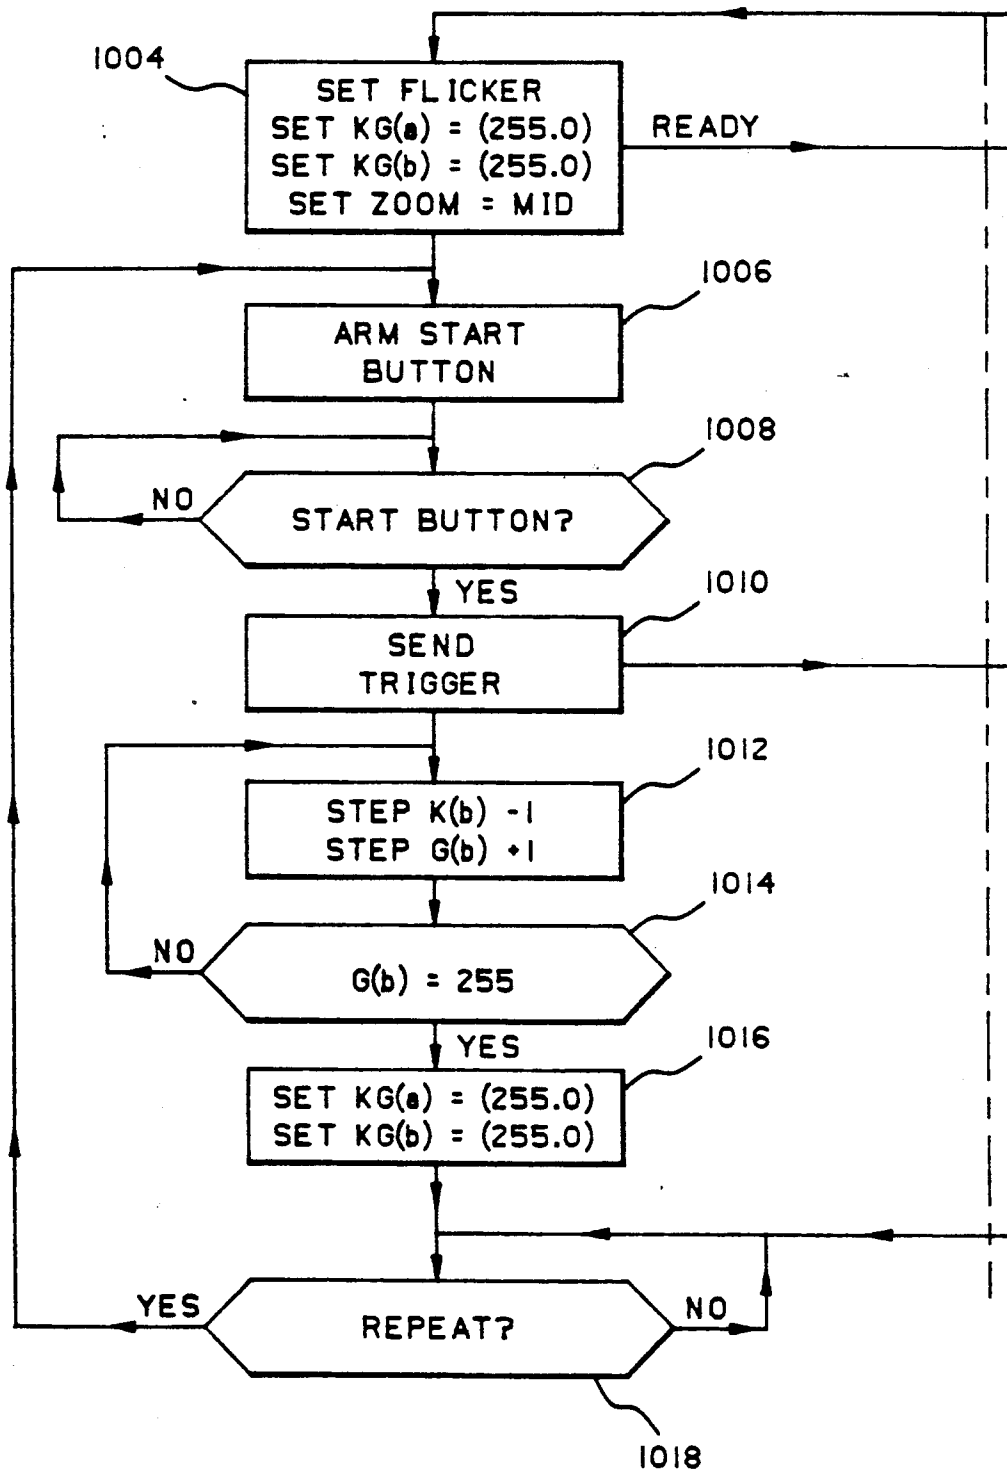 1004
SET FLICKER
SET KG(a) = (255.0)
SET KG(b) = (255.0)
SET ZOOM = MID
READY
1006
ARM START
BUTTON
1008
NO
START BUTTON?
YES
1010
SEND
TRIGGER
1012
STEP K(b) -1
STEP G(b) +1
1014
NO
G(b) = 255
YES
1016
SET KG(a) = (255.0)
SET KG(b) = (255.0)
YES
REPEAT?
NO
1018